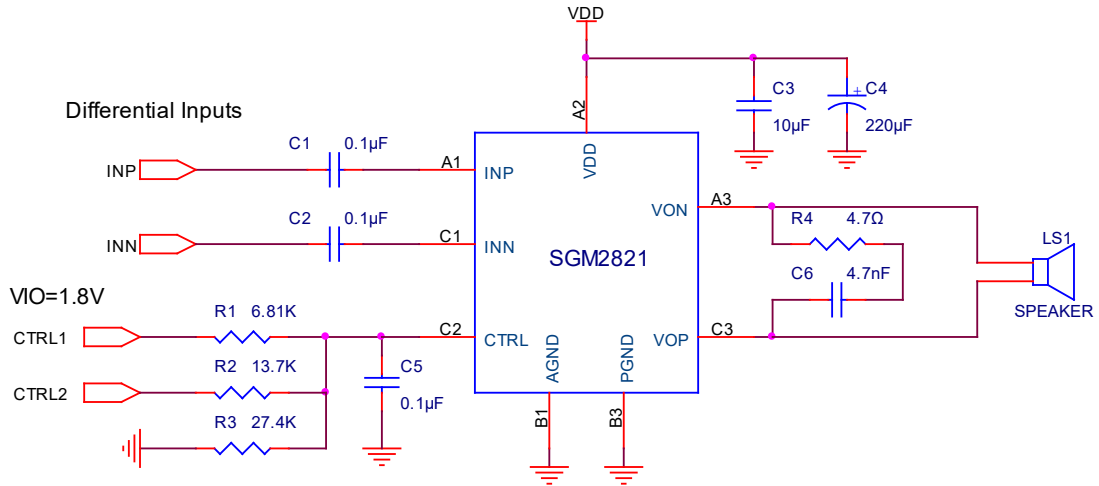 VDD
C3
C4
+
10µF
220µF
A2
Differential Inputs
C1 0.1µF
INP
A1
INP
VDD
C2 0.1µF
INN
C1
INN
VON
A3
R4 4.7Ω
SGM2821
LS1
C6 4.7nF
SPEAKER
VIO=1.8V
R1 6.81K
CTRL1
C2
CTRL
VOP
C3
R2 13.7K
CTRL2
C5
0.1µF
AGND
PGND
R3 27.4K
B1
B3